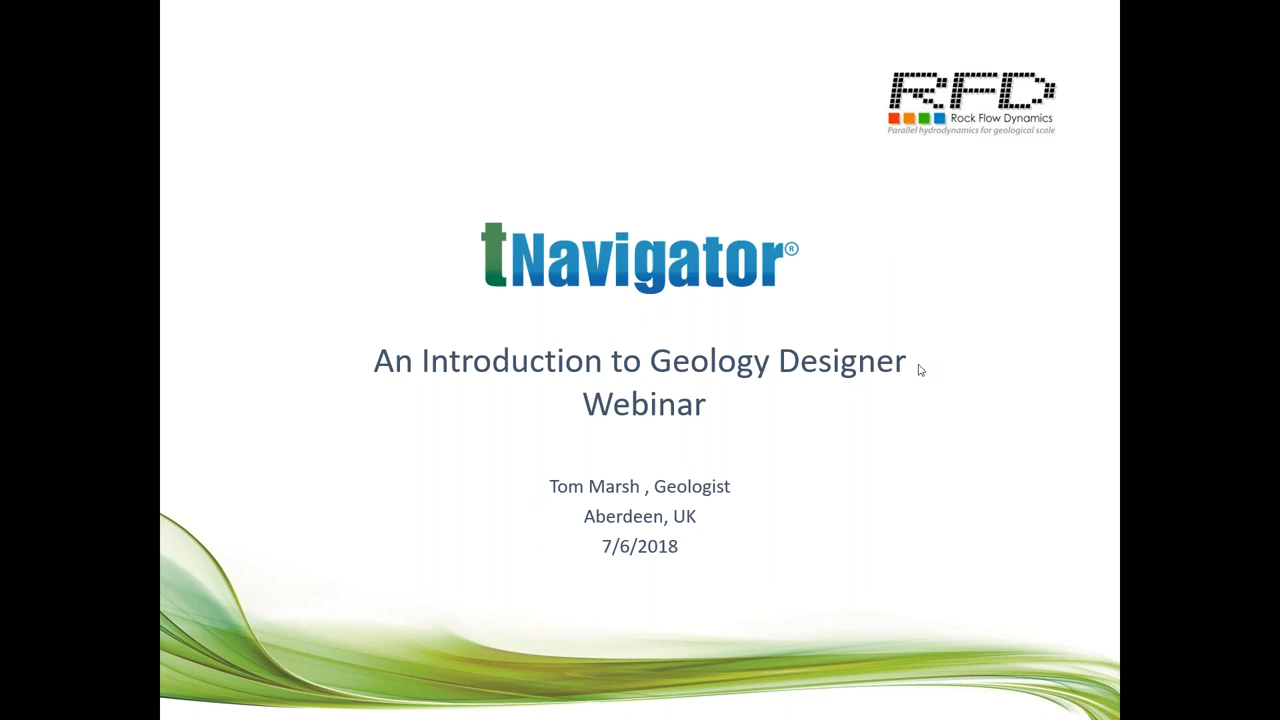 RFD
Rock Flow Dynamics
Parallel hydrodynamics for geological scale
tNavigator®
An Introduction to Geology Designer
Webinar
Tom Marsh , Geologist
Aberdeen, UK
7/6/2018